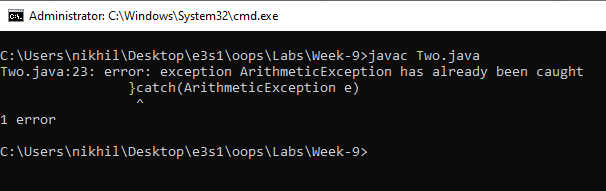 Administrator: C:\Windows\System32\cmd.exe
C:\Users\nikhil\Desktop\e3s1\oops\Labs\Week-9>javac Two.java
Two.java:23: error: exception ArithmeticException has already been caught
                }catch(ArithmeticException e)
                 ^
1 error
C:\Users\nikhil\Desktop\e3s1\oops\Labs\Week-9>